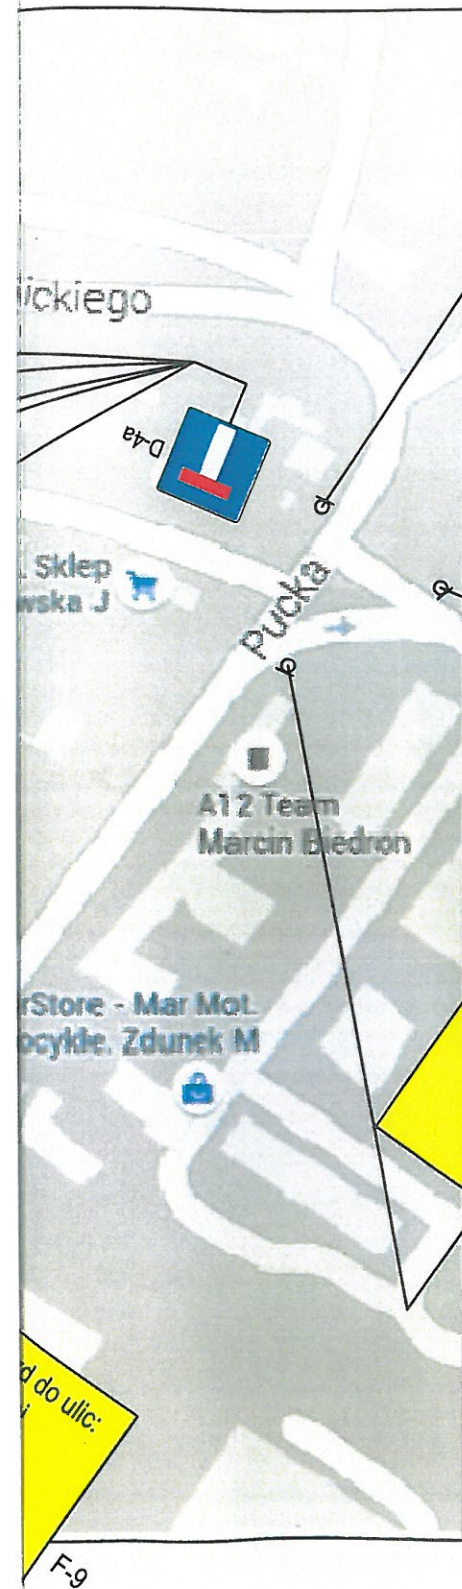 ickiego
D-4a
. Sklep
wska J
Pucka
A12 Team
Marcin Biedron
rStore - Mar Mot.
ocykle. Zdunek M
d do ulic:
i
F-9